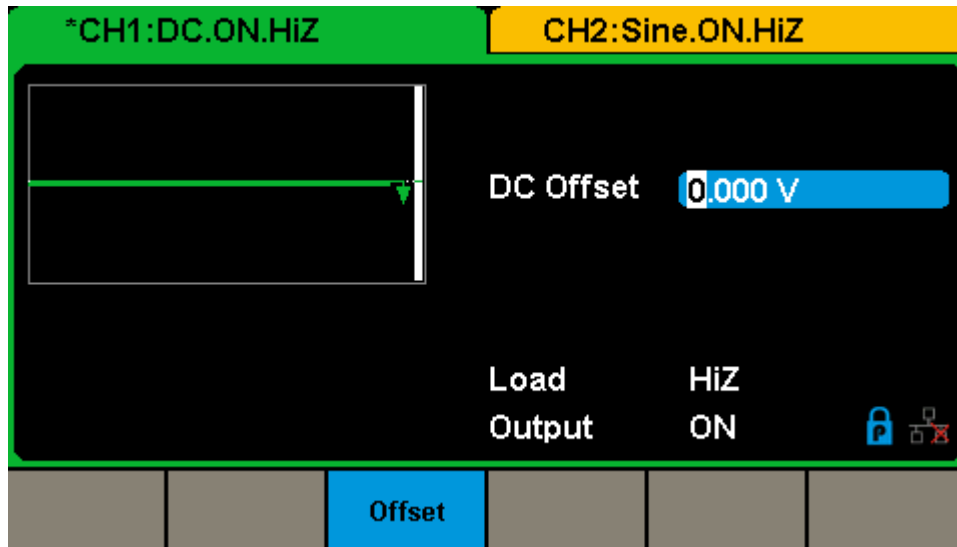 *CH1:DC.ON.HiZ
CH2:Sine.ON.HiZ
DC Offset 0.000 V
Load HiZ
Output ON
P
Offset